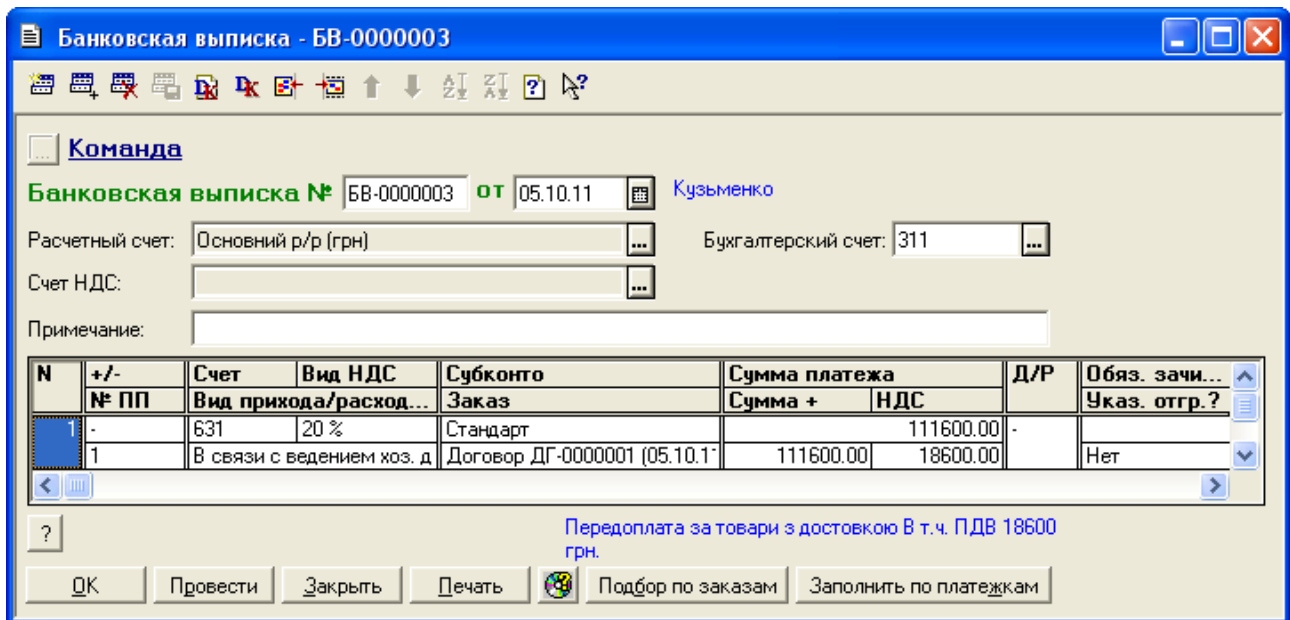 Банковская выписка - БВ-0000003
Команда
Банковская выписка № БВ-0000003 от 05.10.11 Кузьменко
Расчетный счет: Основний р/р (грн) ... Бухгалтерский счет: 311 ...
Счет НДС: ...
Примечание:
N +/- Счет Вид НДС Субконто Сумма платежа Д/Р Обяз. зачи...
№ ПП Вид прихода/расход... Заказ Сумма + НДС Указ. отгр.?
1 - 631 20 % Стандарт 111600.00 -
1 В связи с ведением хоз. д Договор ДГ-0000001 (05.10.1 111600.00 18600.00 Нет
? Передоплата за товари з достовкою В т.ч. ПДВ 18600
грн.
OK Провести Закрыть Печать Подбор по заказам Заполнить по платежкам